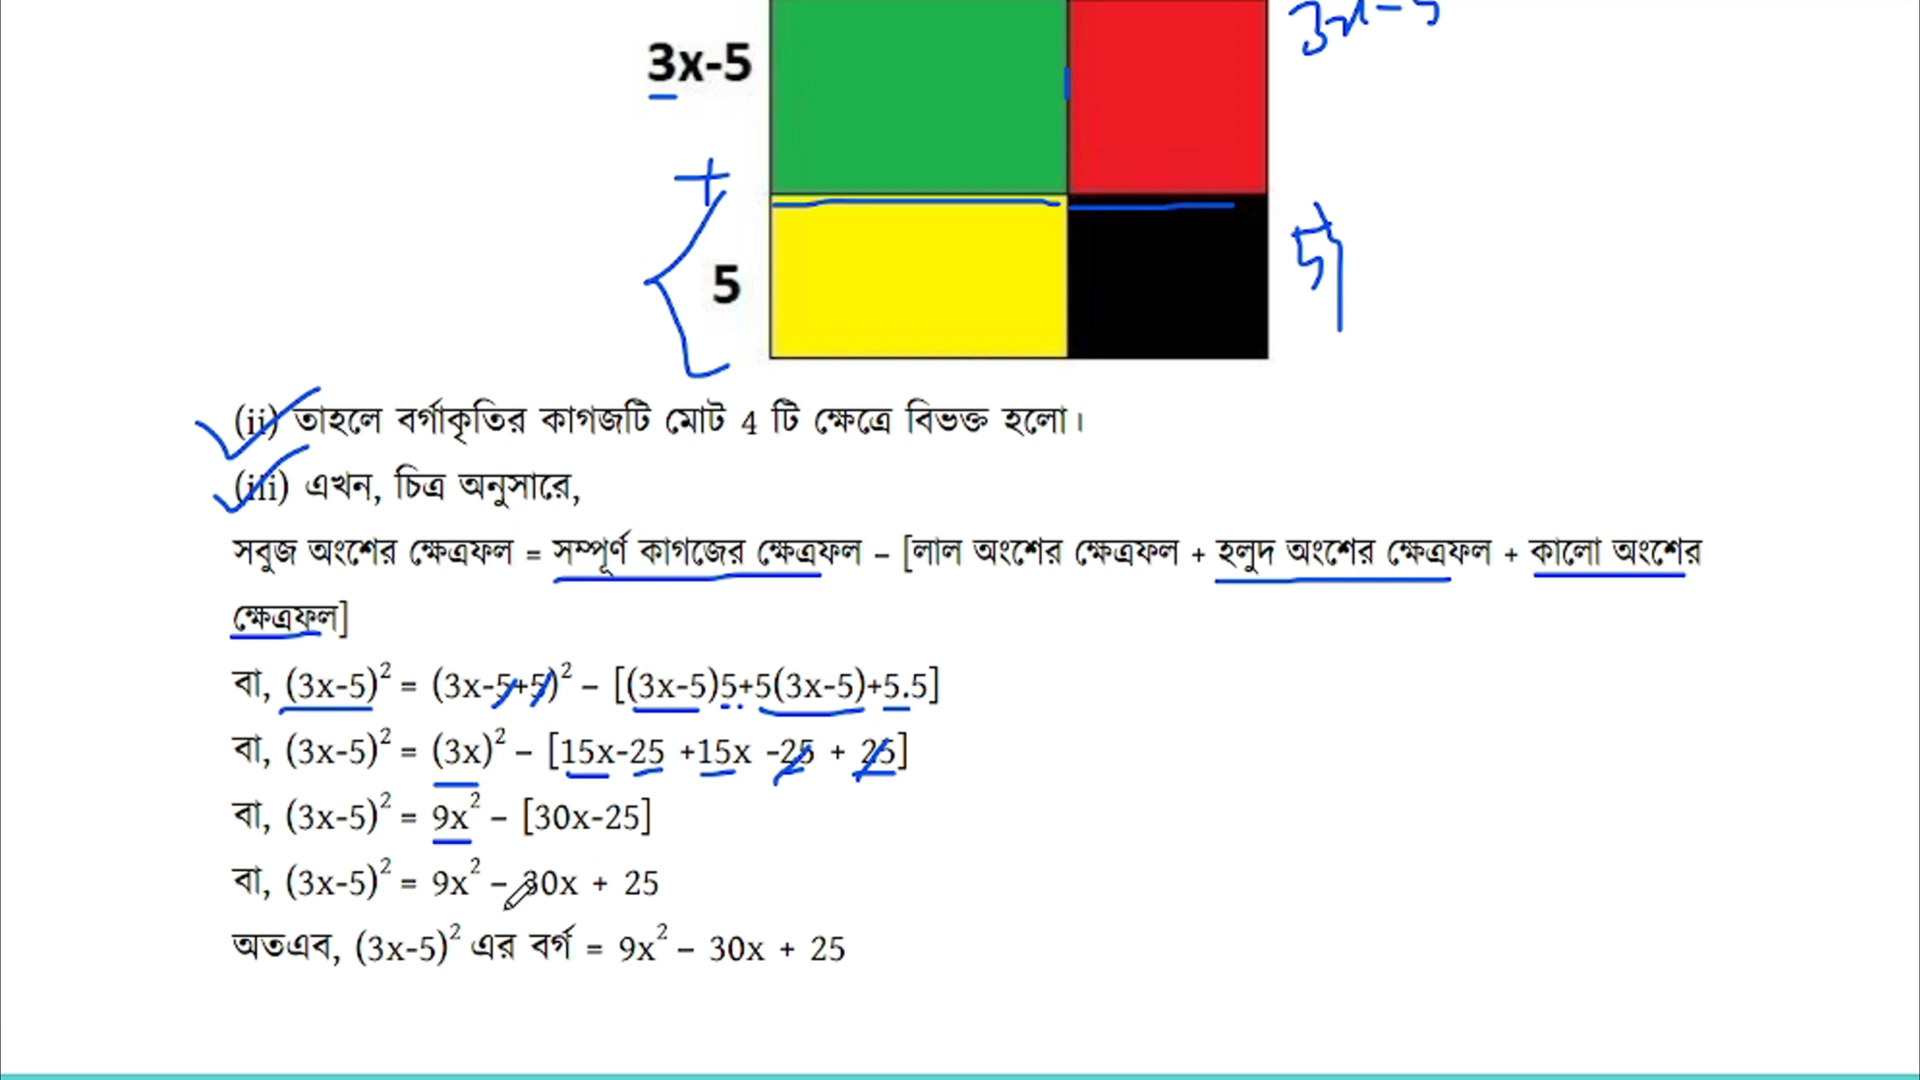 3x-5
3x-5
+
5
5
(ii) তাহলে বর্গাকৃতির কাগজটি মোট 4 টি ক্ষেত্রে বিভক্ত হলো।
(iii) এখন, চিত্র অনুসারে,
সবুজ অংশের ক্ষেত্রফল = সম্পূর্ণ কাগজের ক্ষেত্রফল – [লাল অংশের ক্ষেত্রফল + হলুদ অংশের ক্ষেত্রফল + কালো অংশের
ক্ষেত্রফল]
বা, (3x-5)² = (3x-5+5)² – [(3x-5)5+5(3x-5)+5.5]
বা, (3x-5)² = (3x)² – [15x-25 +15x -25 + 25]
বা, (3x-5)² = 9x² – [30x-25]
বা, (3x-5)² = 9x² – 30x + 25
অতএব, (3x-5)² এর বর্গ = 9x² – 30x + 25